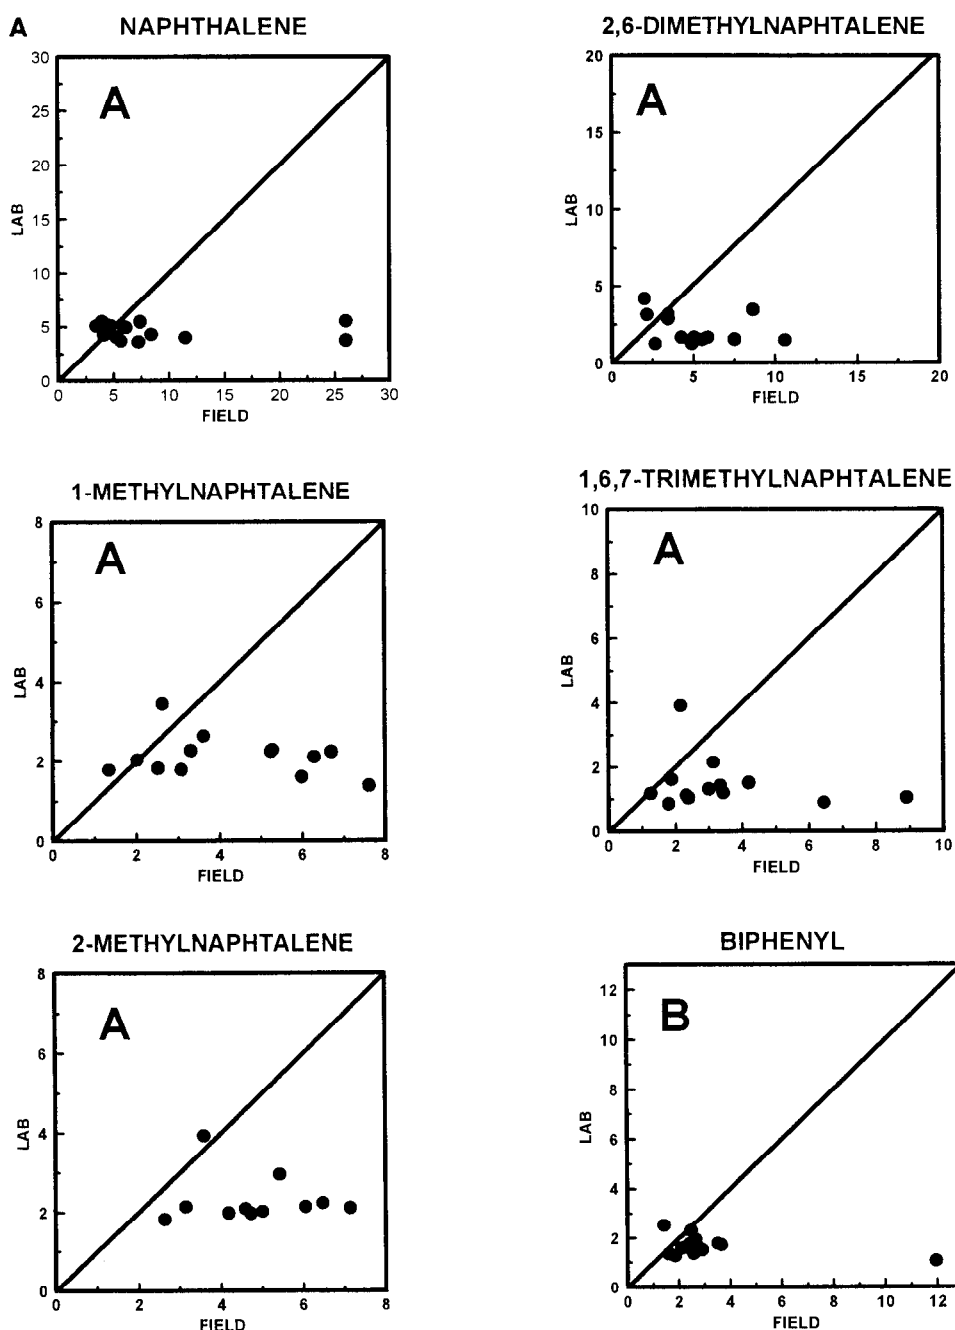 A
NAPHTHALENE
30
25
20
15
10
5
0
LAB
A
0 5 10 15 20 25 30
FIELD
2,6-DIMETHYLNAPHTALENE
20
15
10
5
0
LAB
A
0 5 10 15 20
FIELD
1-METHYLNAPHTALENE
8
6
4
2
0
LAB
A
0 2 4 6 8
FIELD
1,6,7-TRIMETHYLNAPHTALENE
10
8
6
4
2
0
LAB
A
0 2 4 6 8 10
FIELD
2-METHYLNAPHTALENE
8
6
4
2
0
LAB
A
0 2 4 6 8
FIELD
BIPHENYL
12
10
8
6
4
2
0
LAB
B
0 2 4 6 8 10 12
FIELD